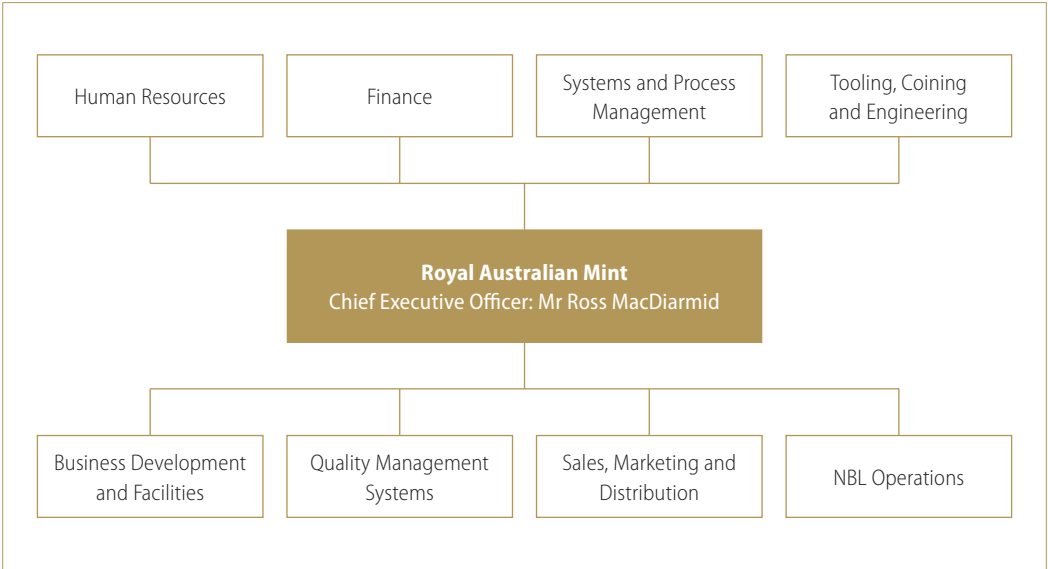 Human Resources
Finance
Systems and Process
Management
Tooling, Coining
and Engineering
Royal Australian Mint
Chief Executive Officer: Mr Ross MacDiarmid
Business Development
and Facilities
Quality Management
Systems
Sales, Marketing and
Distribution
NBL Operations